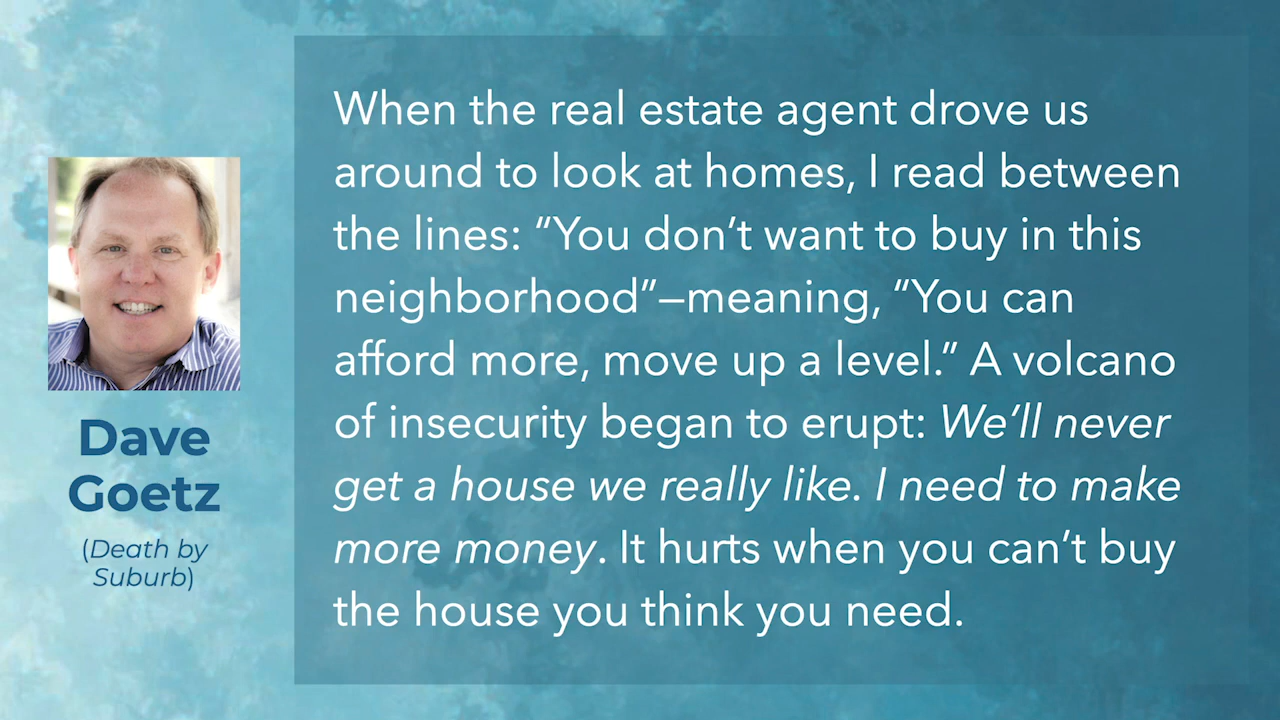 When the real estate agent drove us
around to look at homes, I read between
the lines: “You don’t want to buy in this
neighborhood”—meaning, “You can
afford more, move up a level.” A volcano
of insecurity began to erupt: We’ll never
get a house we really like. I need to make
more money. It hurts when you can’t buy
the house you think you need.
Dave
Goetz
(Death by
Suburb)